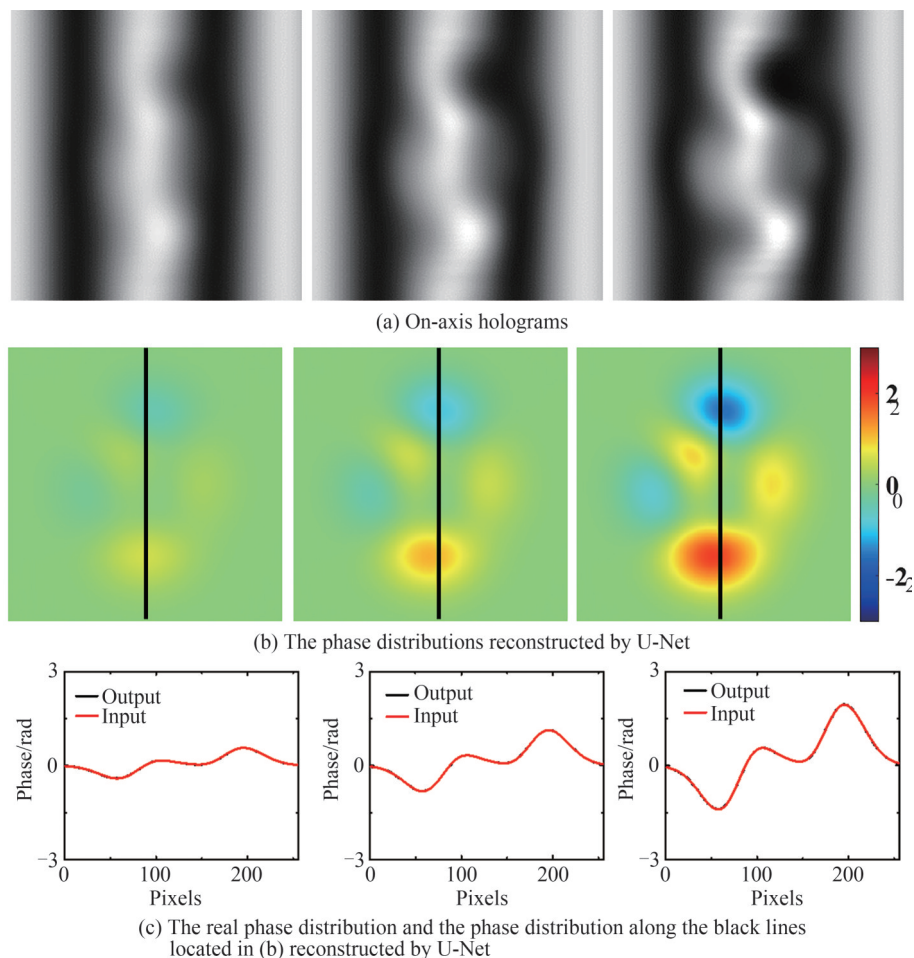 (a) On-axis holograms
2
2
0
0
-2
2
(b) The phase distributions reconstructed by U-Net
3
0
−3
Phase/rad
Output
Input
0
100
200
Pixels
3
0
−3
Phase/rad
Output
Input
0
100
200
Pixels
3
0
−3
Phase/rad
Output
Input
0
100
200
Pixels
(c) The real phase distribution and the phase distribution along the black lines
located in (b) reconstructed by U-Net